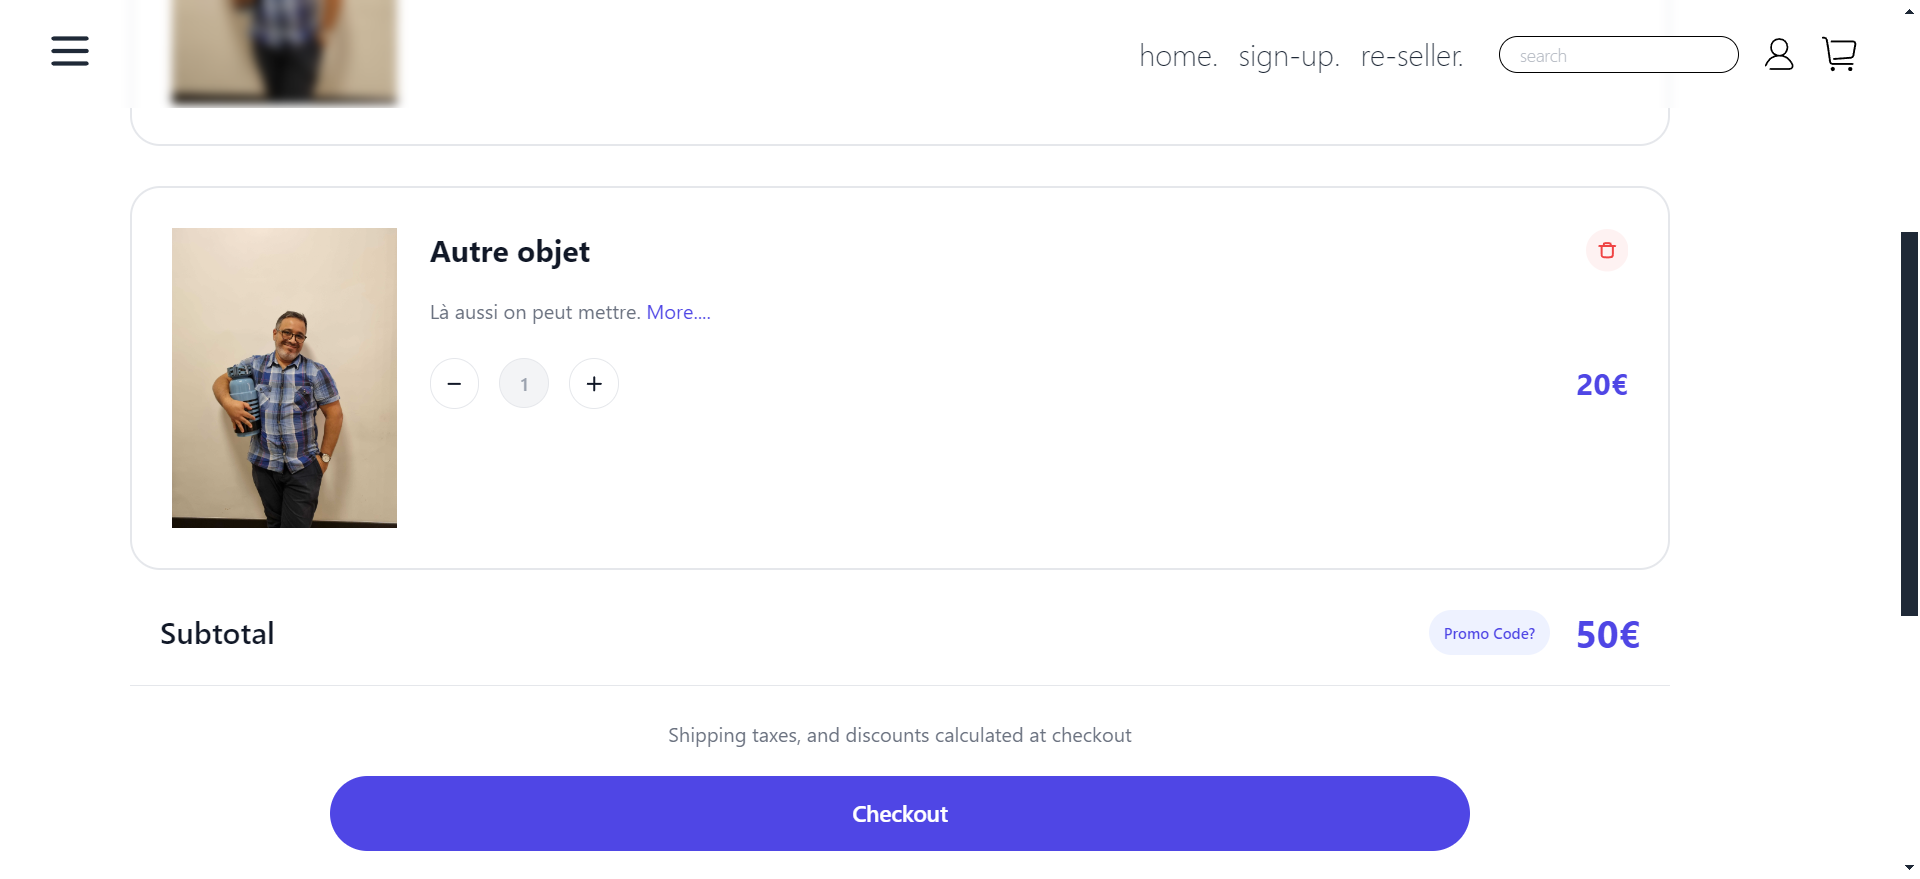 home. sign-up. re-seller. search
Autre objet
Là aussi on peut mettre. More....
1
20€
Subtotal
Promo Code? 50€
Shipping taxes, and discounts calculated at checkout
Checkout